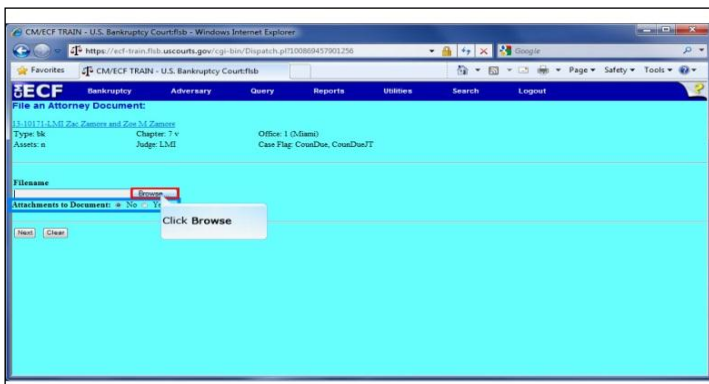 CM/ECF TRAIN - U.S. Bankruptcy Court:flsb - Windows Internet Explorer
https://ecf-train.flsb.uscourts.gov/cgi-bin/Dispatch.pl?100869457901256
Google
Favorites CM/ECF TRAIN - U.S. Bankruptcy Court:flsb Page Safety Tools
ECF Bankruptcy Adversary Query Reports Utilities Search Logout ?
File an Attorney Document:
13-10171-LMI Zac Zamore and Zoe M Zamore
Type: bk Chapter: 7 v Office: 1 (Miami)
Assets: n Judge: LMI Case Flag: CounDue, CounDueJT
Filename
Browse...
Attachments to Document: No
Click Browse
Next Clear